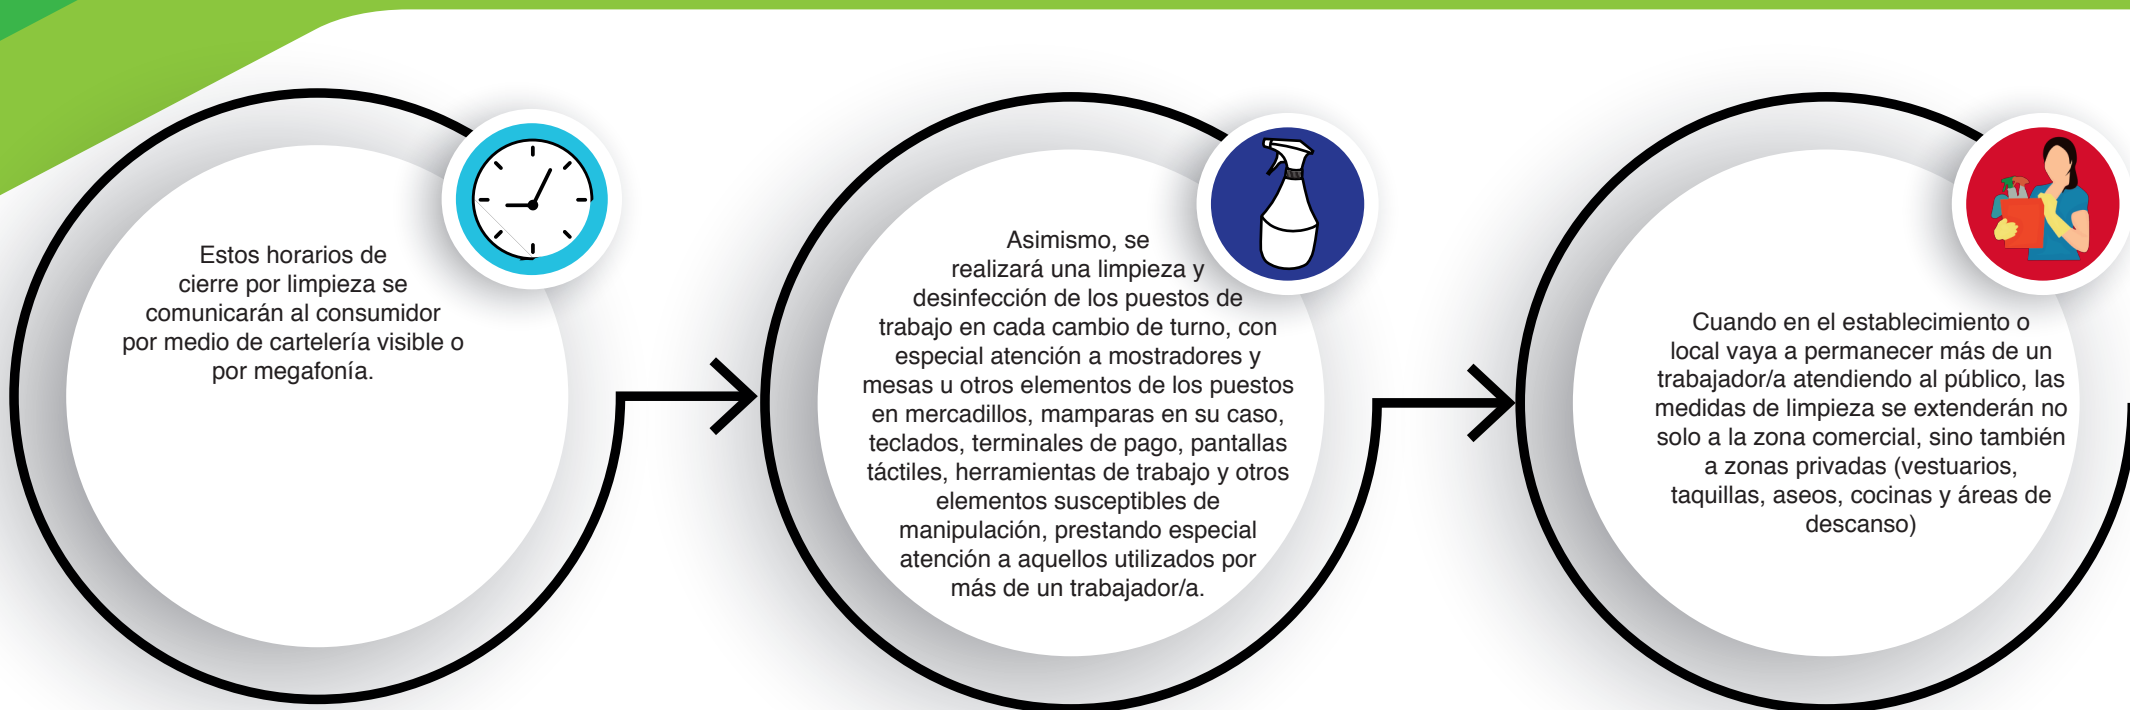 Estos horarios de
cierre por limpieza se
comunicarán al consumidor
por medio de cartelería visible o
por megafonía.
Asimismo, se
realizará una limpieza y
desinfección de los puestos de
trabajo en cada cambio de turno, con
especial atención a mostradores y
mesas u otros elementos de los puestos
en mercadillos, mamparas en su caso,
teclados, terminales de pago, pantallas
táctiles, herramientas de trabajo y otros
elementos susceptibles de
manipulación, prestando especial
atención a aquellos utilizados por
más de un trabajador/a.
Cuando en el establecimiento o
local vaya a permanecer más de un
trabajador/a atendiendo al público, las
medidas de limpieza se extenderán no
solo a la zona comercial, sino también
a zonas privadas (vestuarios,
taquillas, aseos, cocinas y áreas de
descanso)